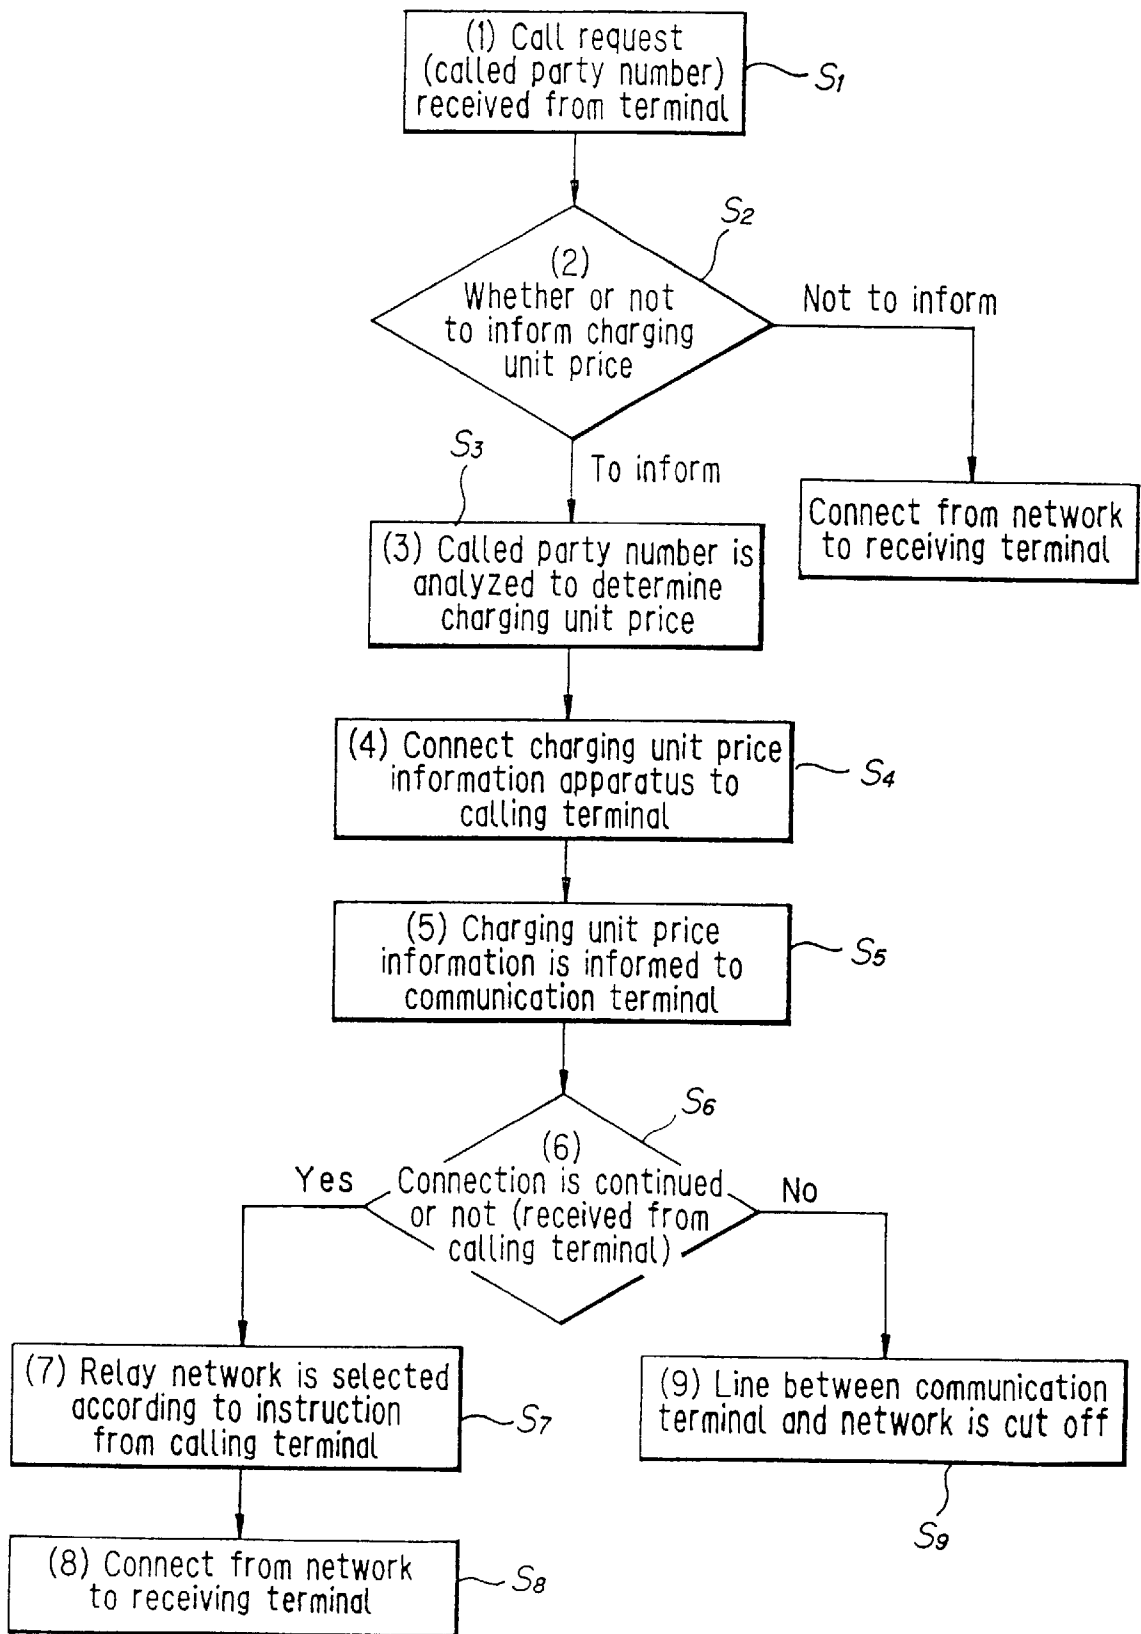 (1) Call request
(called party number)
received from terminal
S1
S2
(2)
Whether or not
to inform charging
unit price
Not to inform
S3
To inform
Connect from network
to receiving terminal
(3) Called party number is
analyzed to determine
charging unit price
(4) Connect charging unit price
information apparatus to
calling terminal
S4
(5) Charging unit price
information is informed to
communication terminal
S5
S6
(6)
Connection is continued
or not (received from
calling terminal)
Yes
No
(7) Relay network is selected
according to instruction
from calling terminal
S7
(9) Line between communication
terminal and network is cut off
S9
(8) Connect from network
to receiving terminal
S8